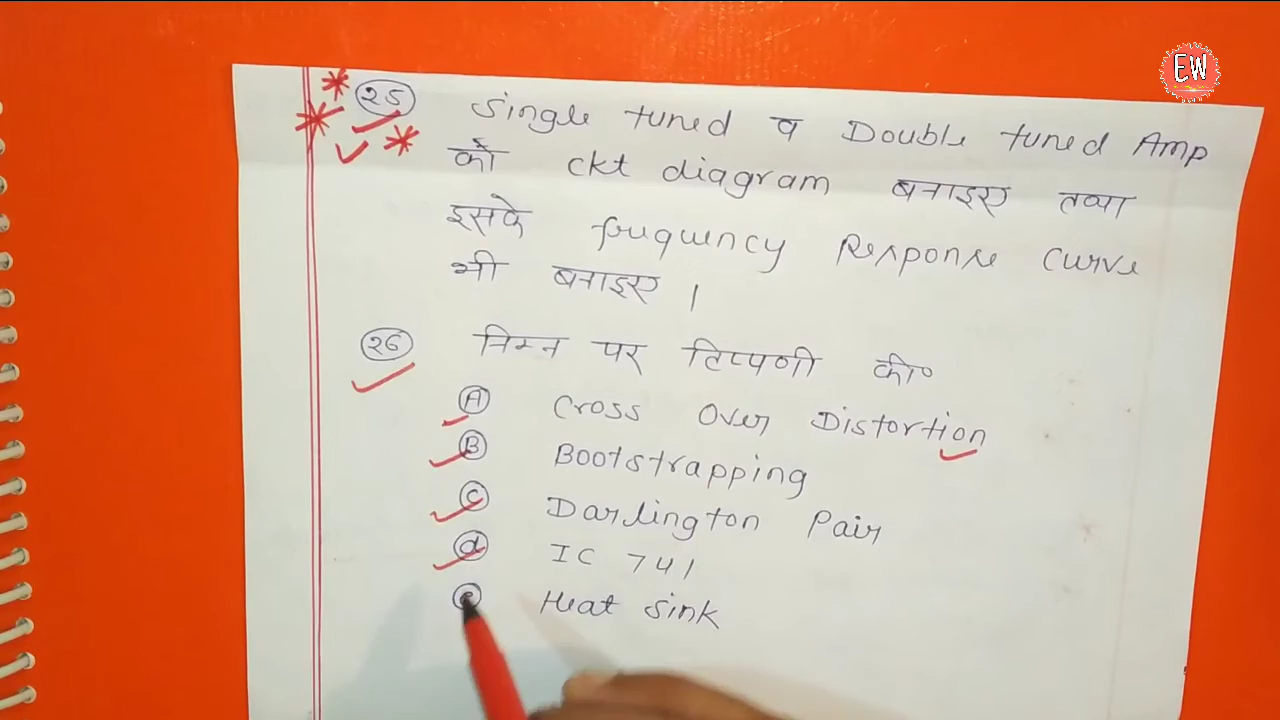 EW
25 Single tuned व Double tuned Amp
को ckt diagram बनाइए तथा
इसके frequency Response Curve
भी बनाइए ।
26 निम्न पर टिप्पणी की०
A Cross Over Distortion
B Bootstrapping
C Darlington Pair
d IC 741
e Heat Sink